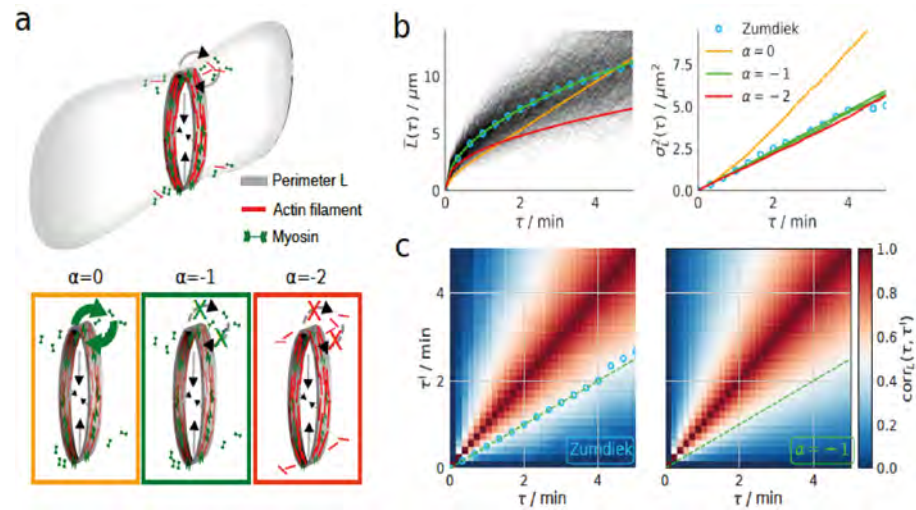 a
Perimeter L
Actin filament
Myosin
α=0
α=-1
α=-2
X
X
X
X
b
L̅(τ) / μm
10
5
0
0
2
4
τ / min
σ²_L(τ) / μm²
7.5
5.0
2.5
0.0
0
2
4
τ / min
Zumdiek
α = 0
α = −1
α = −2
c
τ' / min
4
2
0
0
2
4
τ / min
Zumdiek
0
2
4
τ / min
α = −1
1.0
0.8
0.6
0.4
0.2
0.0
corr_L(τ, τ')